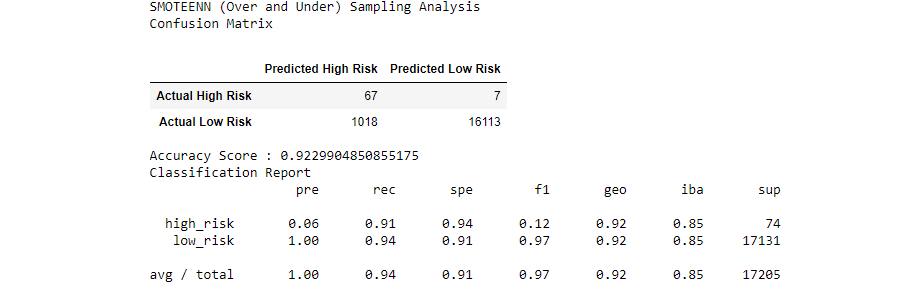 SMOTEENN (Over and Under) Sampling Analysis
Confusion Matrix
Predicted High Risk Predicted Low Risk
Actual High Risk 67 7
Actual Low Risk 1018 16113
Accuracy Score : 0.9229904850855175
Classification Report
pre rec spe f1 geo iba sup
high_risk 0.06 0.91 0.94 0.12 0.92 0.85 74
low_risk 1.00 0.94 0.91 0.97 0.92 0.85 17131
avg / total 1.00 0.94 0.91 0.97 0.92 0.85 17205